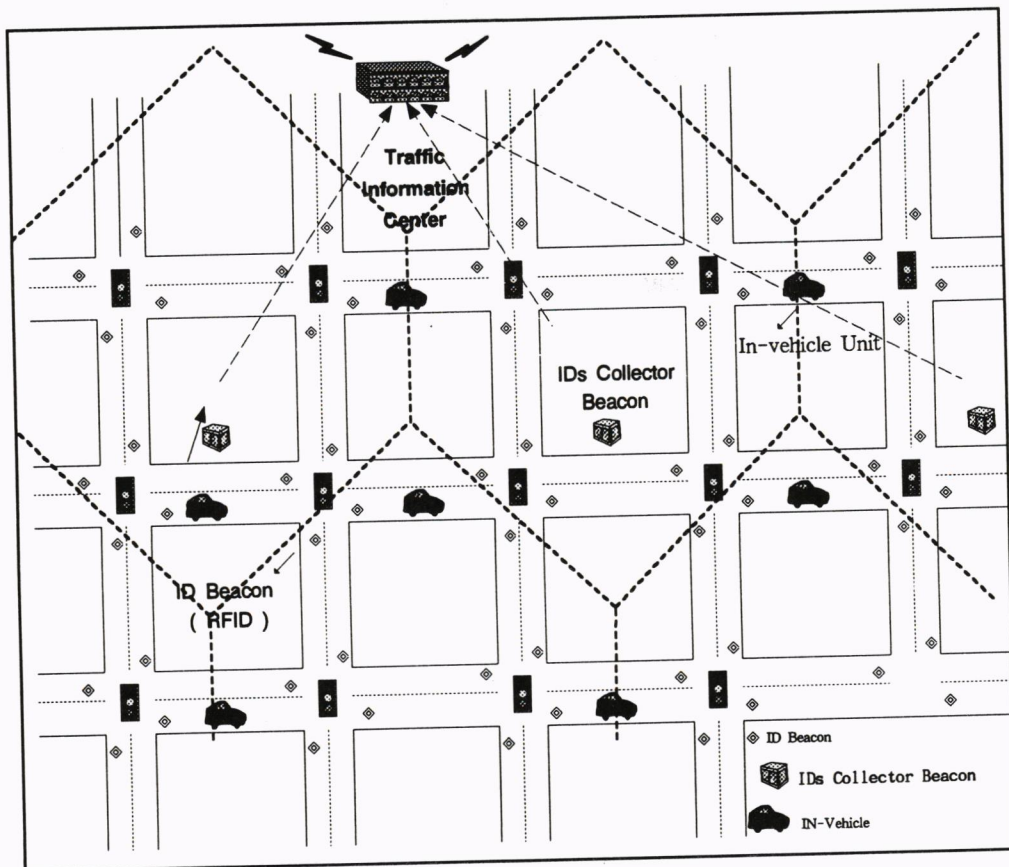 Traffic
Information
Center
In-vehicle Unit
IDs Collector
Beacon
ID Beacon
( RFID )
ID Beacon
IDs Collector Beacon
IN-Vehicle